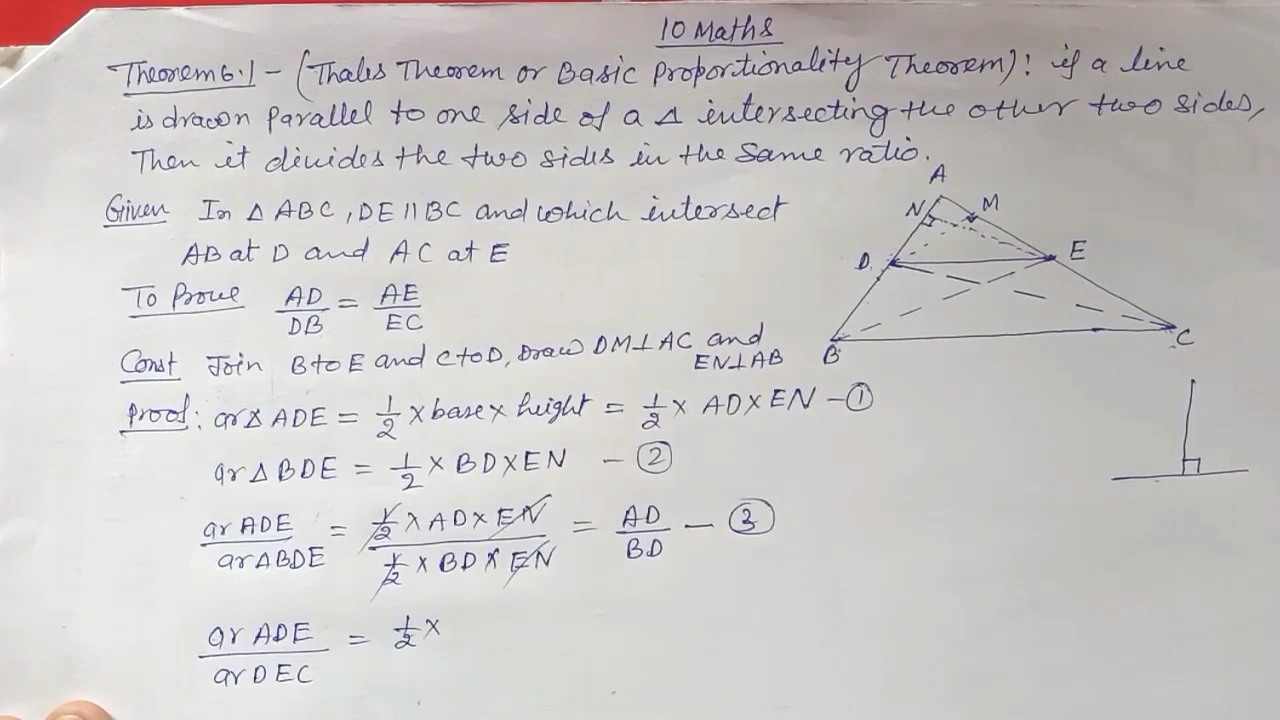 10 Maths
Theorem 6.1 - (Thales Theorem or Basic Proportionality Theorem): if a line
is drawn parallel to one side of a Δ intersecting the other two sides,
Then it divides the two sides in the same ratio.
Given In Δ ABC, DE || BC and which intersect
AB at D and AC at E
To Prove AD/DB = AE/EC
Const Join B to E and C to D, Draw DM⊥AC and
EN⊥AB
Proof: ar Δ ADE = 1/2 × base × height = 1/2 × AD × EN - ①
ar Δ BDE = 1/2 × BD × EN - ②
ar ADE / ar ΔBDE = 1/2 × AD × EN / 1/2 × BD × EN = AD/BD - ③
ar ADE / ar DEC = 1/2 ×
A
N
M
D
E
B
C